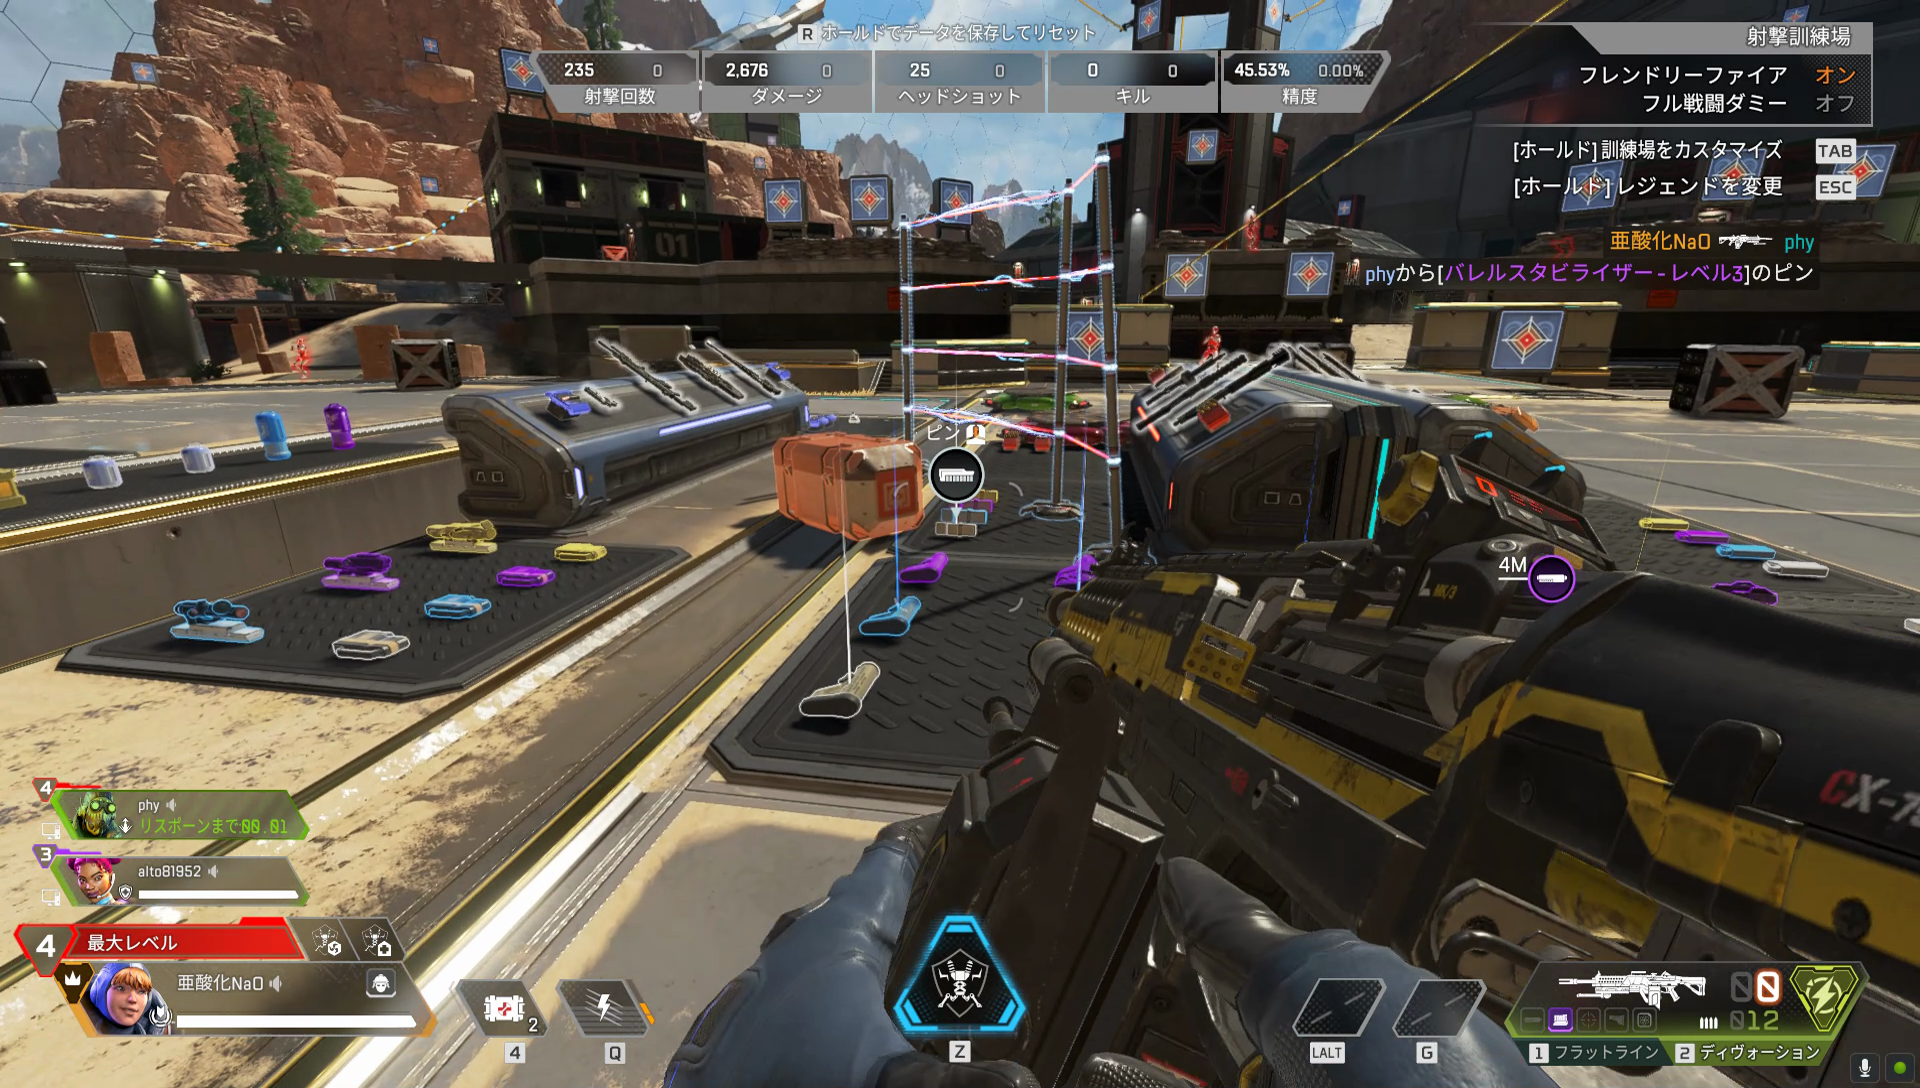 R ホールドでデータを保存してリセット
235 0
射撃回数
2,676 0
ダメージ
25 0
ヘッドショット
0 0
キル
45.53% 0.00%
精度
射撃訓練場
フレンドリーファイア オン
フル戦闘ダミー オフ
[ホールド]訓練場をカスタマイズ TAB
[ホールド]レジェンドを変更 ESC
亜酸化NaO phy
phyから[バレルスタビライザー - レベル3]のピン
01
ピン
4M
MK/3
CX-7
4
phy
リスポーンまで:00.01
3
alto81952
4
最大レベル
亜酸化NaO
2
4
Q
Z
LALT
G
00
012
1 フラットライン
2 ディヴォーション